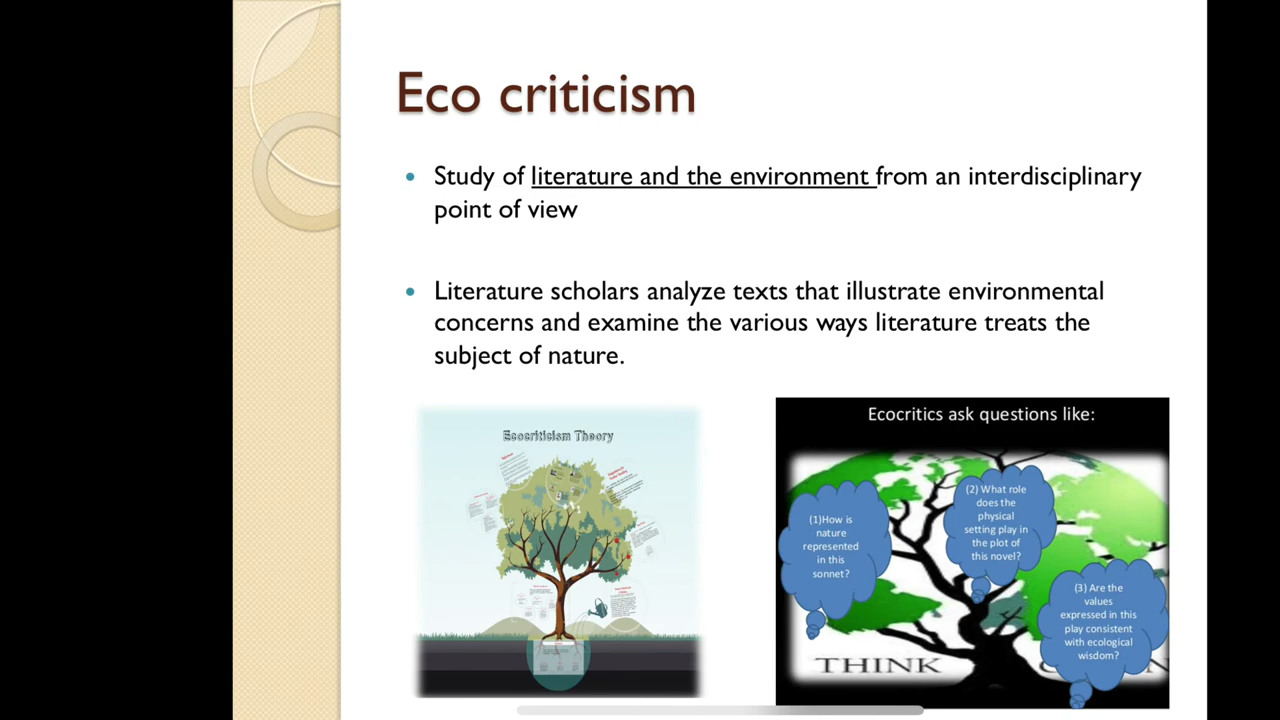 Eco criticism
Study of literature and the environment from an interdisciplinary
point of view
Literature scholars analyze texts that illustrate environmental
concerns and examine the various ways literature treats the
subject of nature.
Ecocriticism Theory
Ecocritics ask questions like:
(1)How is
nature
represented
in this
sonnet?
(2) What role
does the
physical
setting play in
the plot of
this novel?
(3) Are the
values
expressed in this
play consistent
with ecological
wisdom?
THINK